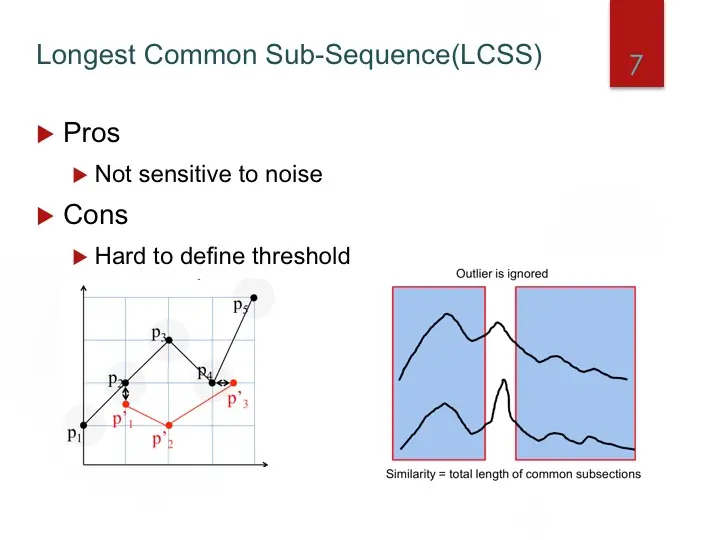 Longest Common Sub-Sequence(LCSS)
7
Pros
Not sensitive to noise
Cons
Hard to define threshold
Outlier is ignored
p5
p3
p4
p2
p'3
p'1
p1
p'2
Similarity = total length of common subsections